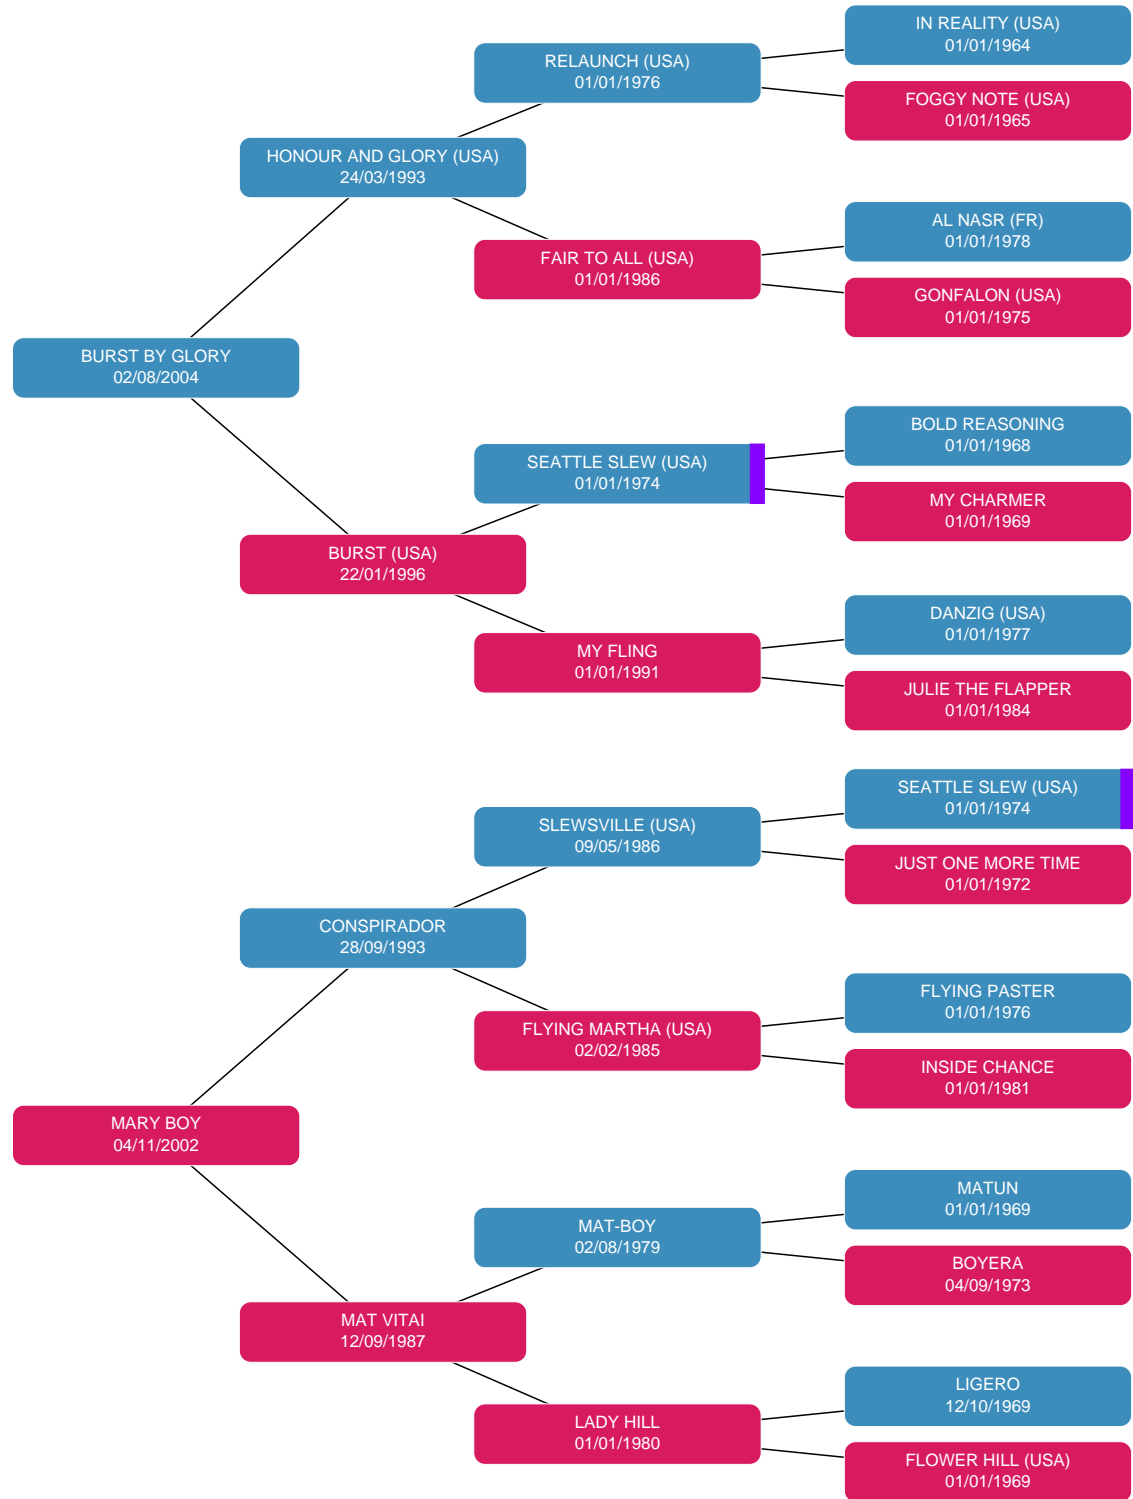 IN REALITY (USA)
01/01/1964
RELAUNCH (USA)
01/01/1976
FOGGY NOTE (USA)
01/01/1965
HONOUR AND GLORY (USA)
24/03/1993
AL NASR (FR)
01/01/1978
FAIR TO ALL (USA)
01/01/1986
GONFALON (USA)
01/01/1975
BURST BY GLORY
02/08/2004
BOLD REASONING
01/01/1968
SEATTLE SLEW (USA)
01/01/1974
MY CHARMER
01/01/1969
BURST (USA)
22/01/1996
DANZIG (USA)
01/01/1977
MY FLING
01/01/1991
JULIE THE FLAPPER
01/01/1984
SEATTLE SLEW (USA)
01/01/1974
SLEWSVILLE (USA)
09/05/1986
JUST ONE MORE TIME
01/01/1972
CONSPIRADOR
28/09/1993
FLYING PASTER
01/01/1976
FLYING MARTHA (USA)
02/02/1985
INSIDE CHANCE
01/01/1981
MARY BOY
04/11/2002
MATUN
01/01/1969
MAT-BOY
02/08/1979
BOYERA
04/09/1973
MAT VITAI
12/09/1987
LIGERO
12/10/1969
LADY HILL
01/01/1980
FLOWER HILL (USA)
01/01/1969